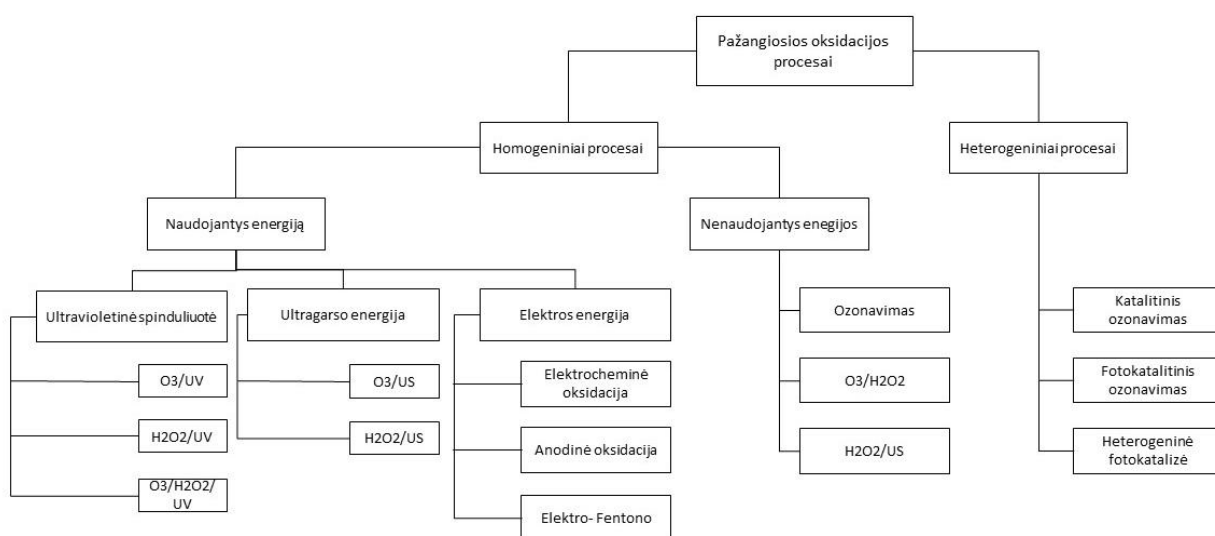 Pažangiosios oksidacijos
procesai
Homogeniniai procesai
Heterogeniniai procesai
Naudojantys energiją
Nenaudojantys enegijos
Ultravioletinė spinduliuotė
Ultragarso energija
Elektros energija
Ozonavimas
Katalitinis
ozonavimas
O3/UV
O3/US
Elektrocheminė
oksidacija
O3/H2O2
Fotokatalitinis
ozonavimas
H2O2/UV
H2O2/US
Anodinė oksidacija
H2O2/US
Heterogeninė
fotokatalizė
O3/H2O2/
UV
Elektro- Fentono